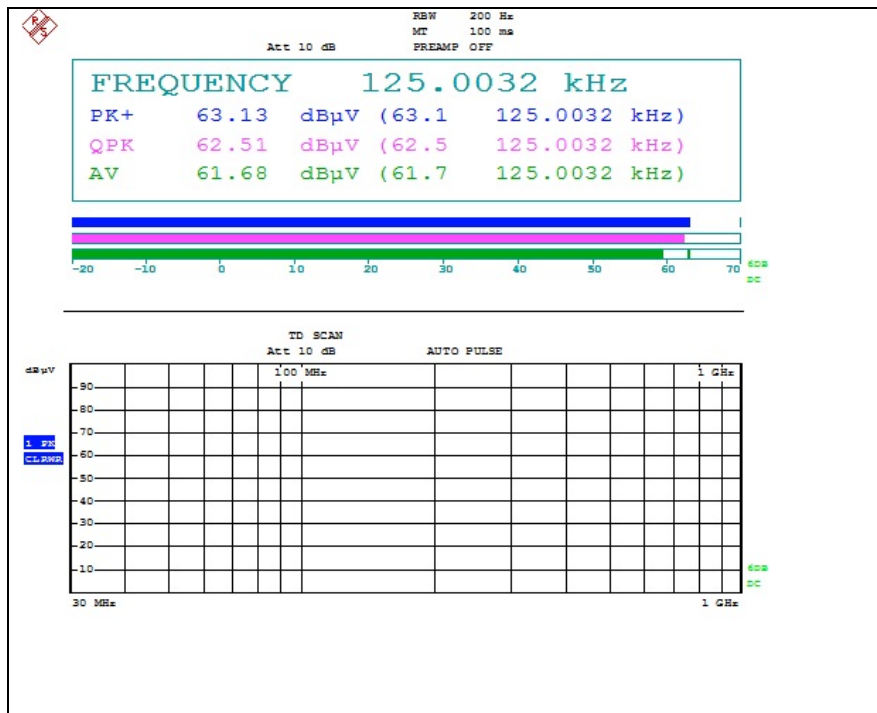 R S
RBW 200 Hz
MT 100 ms
Att 10 dB PREAMP OFF
FREQUENCY 125.0032 kHz
PK+ 63.13 dBµV (63.1 125.0032 kHz)
QPK 62.51 dBµV (62.5 125.0032 kHz)
AV 61.68 dBµV (61.7 125.0032 kHz)
-20 -10 0 10 20 30 40 50 60 70
6DB
DC
TD SCAN
Att 10 dB AUTO PULSE
dBµV
100 MHz 1 GHz
90
80
70
1 PK
60
CLRWR
50
40
30
20
10
6DB
DC
30 MHz 1 GHz